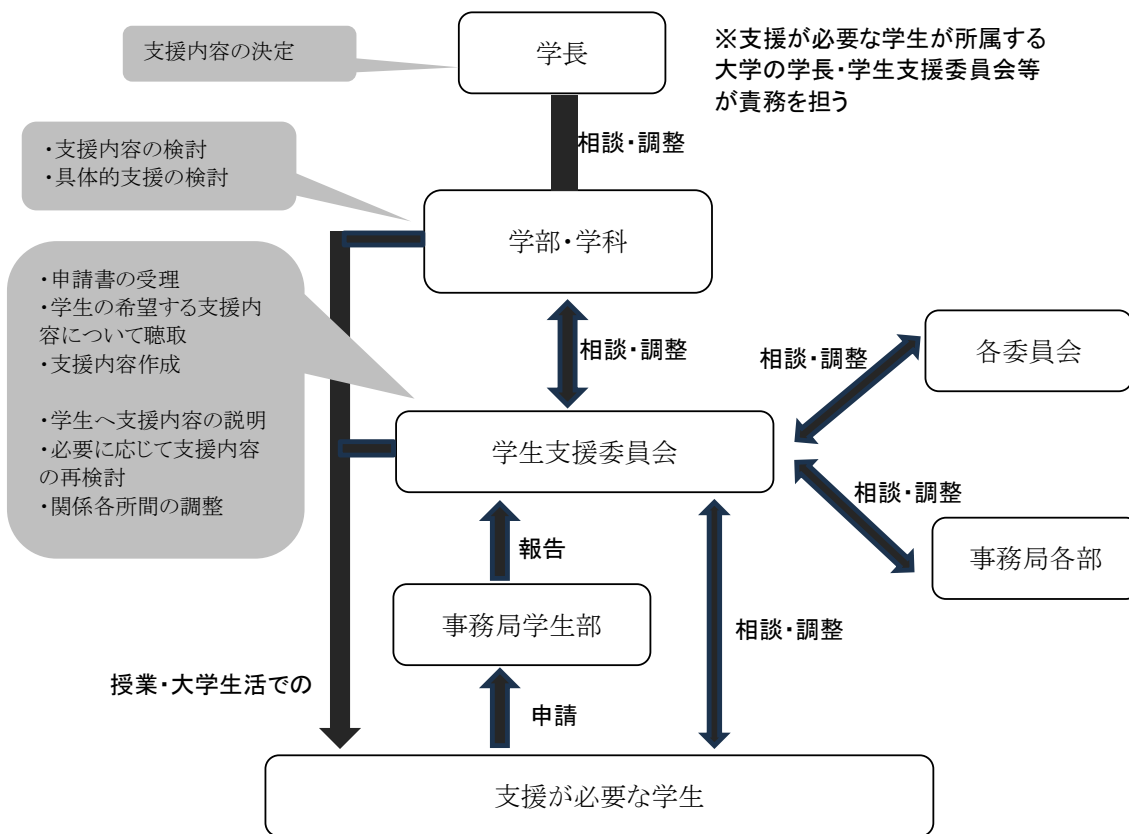 支援内容の決定
学長
※支援が必要な学生が所属する
大学の学長・学生支援委員会等
が責務を担う
相談・調整
・支援内容の検討
・具体的支援の検討
学部・学科
・申請書の受理
・学生の希望する支援内
容について聴取
・支援内容作成
・学生へ支援内容の説明
・必要に応じて支援内容
の再検討
・関係各所間の調整
相談・調整
相談・調整
各委員会
学生支援委員会
相談・調整
事務局各部
報告
事務局学生部
相談・調整
授業・大学生活での
申請
支援が必要な学生